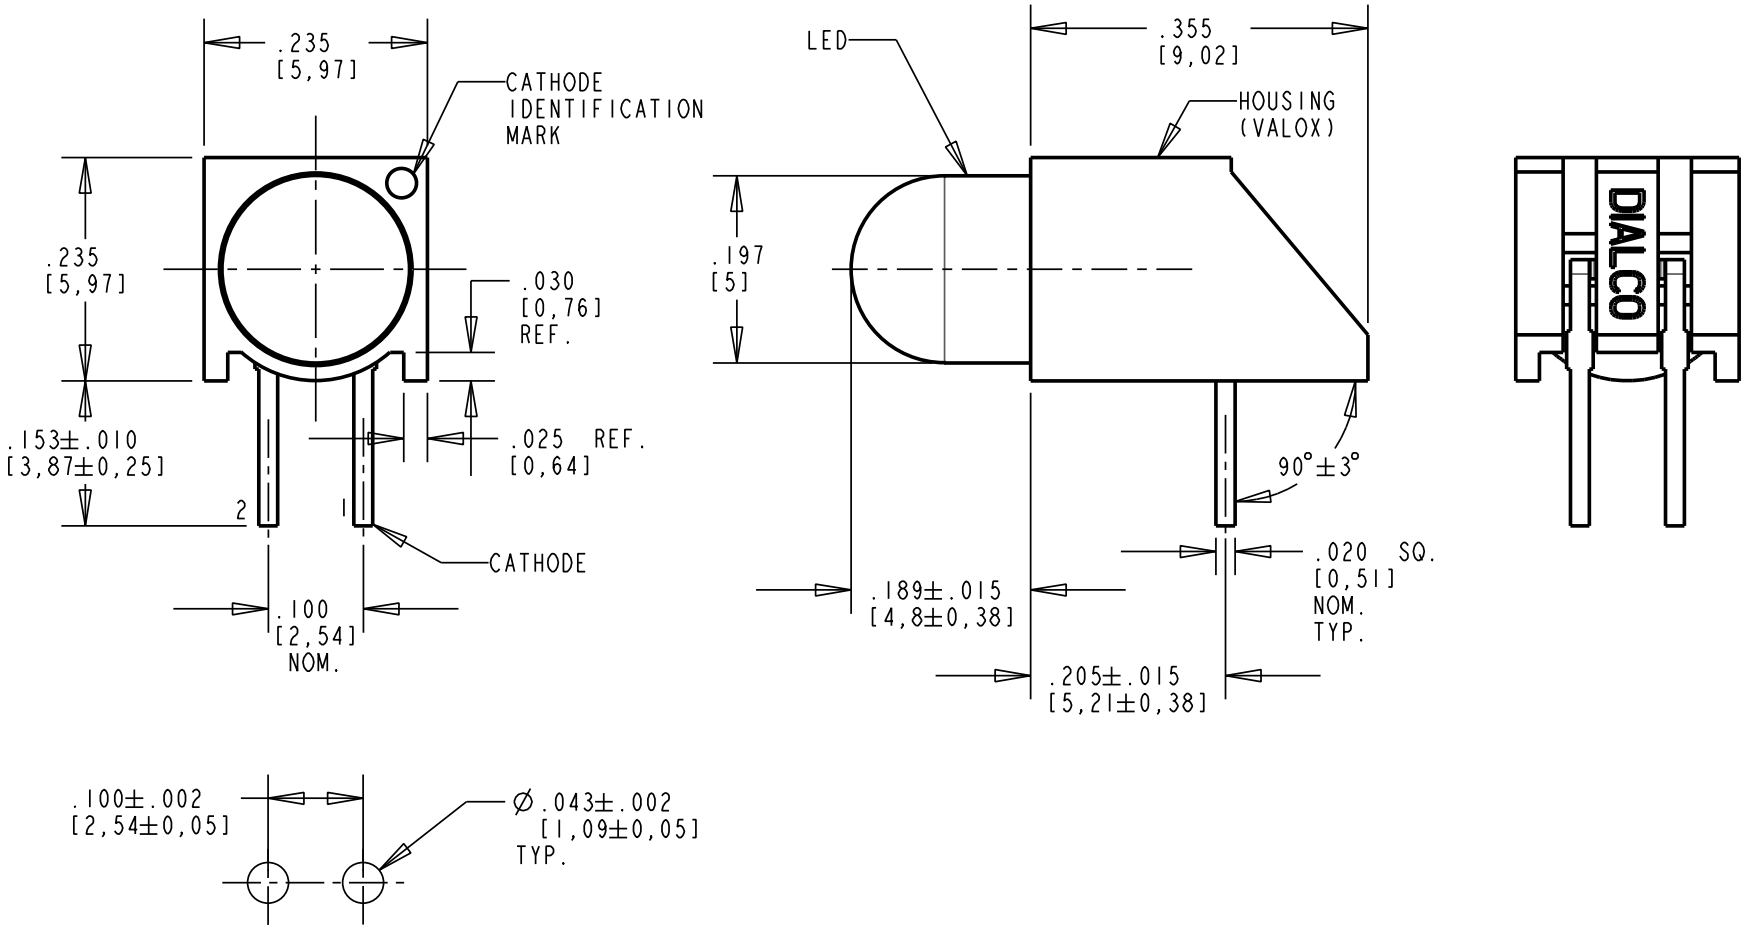 .235
[5,97]
CATHODE
IDENTIFICATION
MARK
.235
[5,97]
.030
[0,76]
REF.
.153±.010
[3,87±0,25]
.025 REF.
[0,64]
2
1
CATHODE
.100
[2,54]
NOM.
LED
.355
[9,02]
HOUSING
(VALOX)
.197
[5]
90°±3°
.020 SQ.
[0,51]
NOM.
TYP.
.189±.015
[4,8±0,38]
.205±.015
[5,21±0,38]
DIALCO
.100±.002
[2,54±0,05]
Ø.043±.002
[1,09±0,05]
TYP.